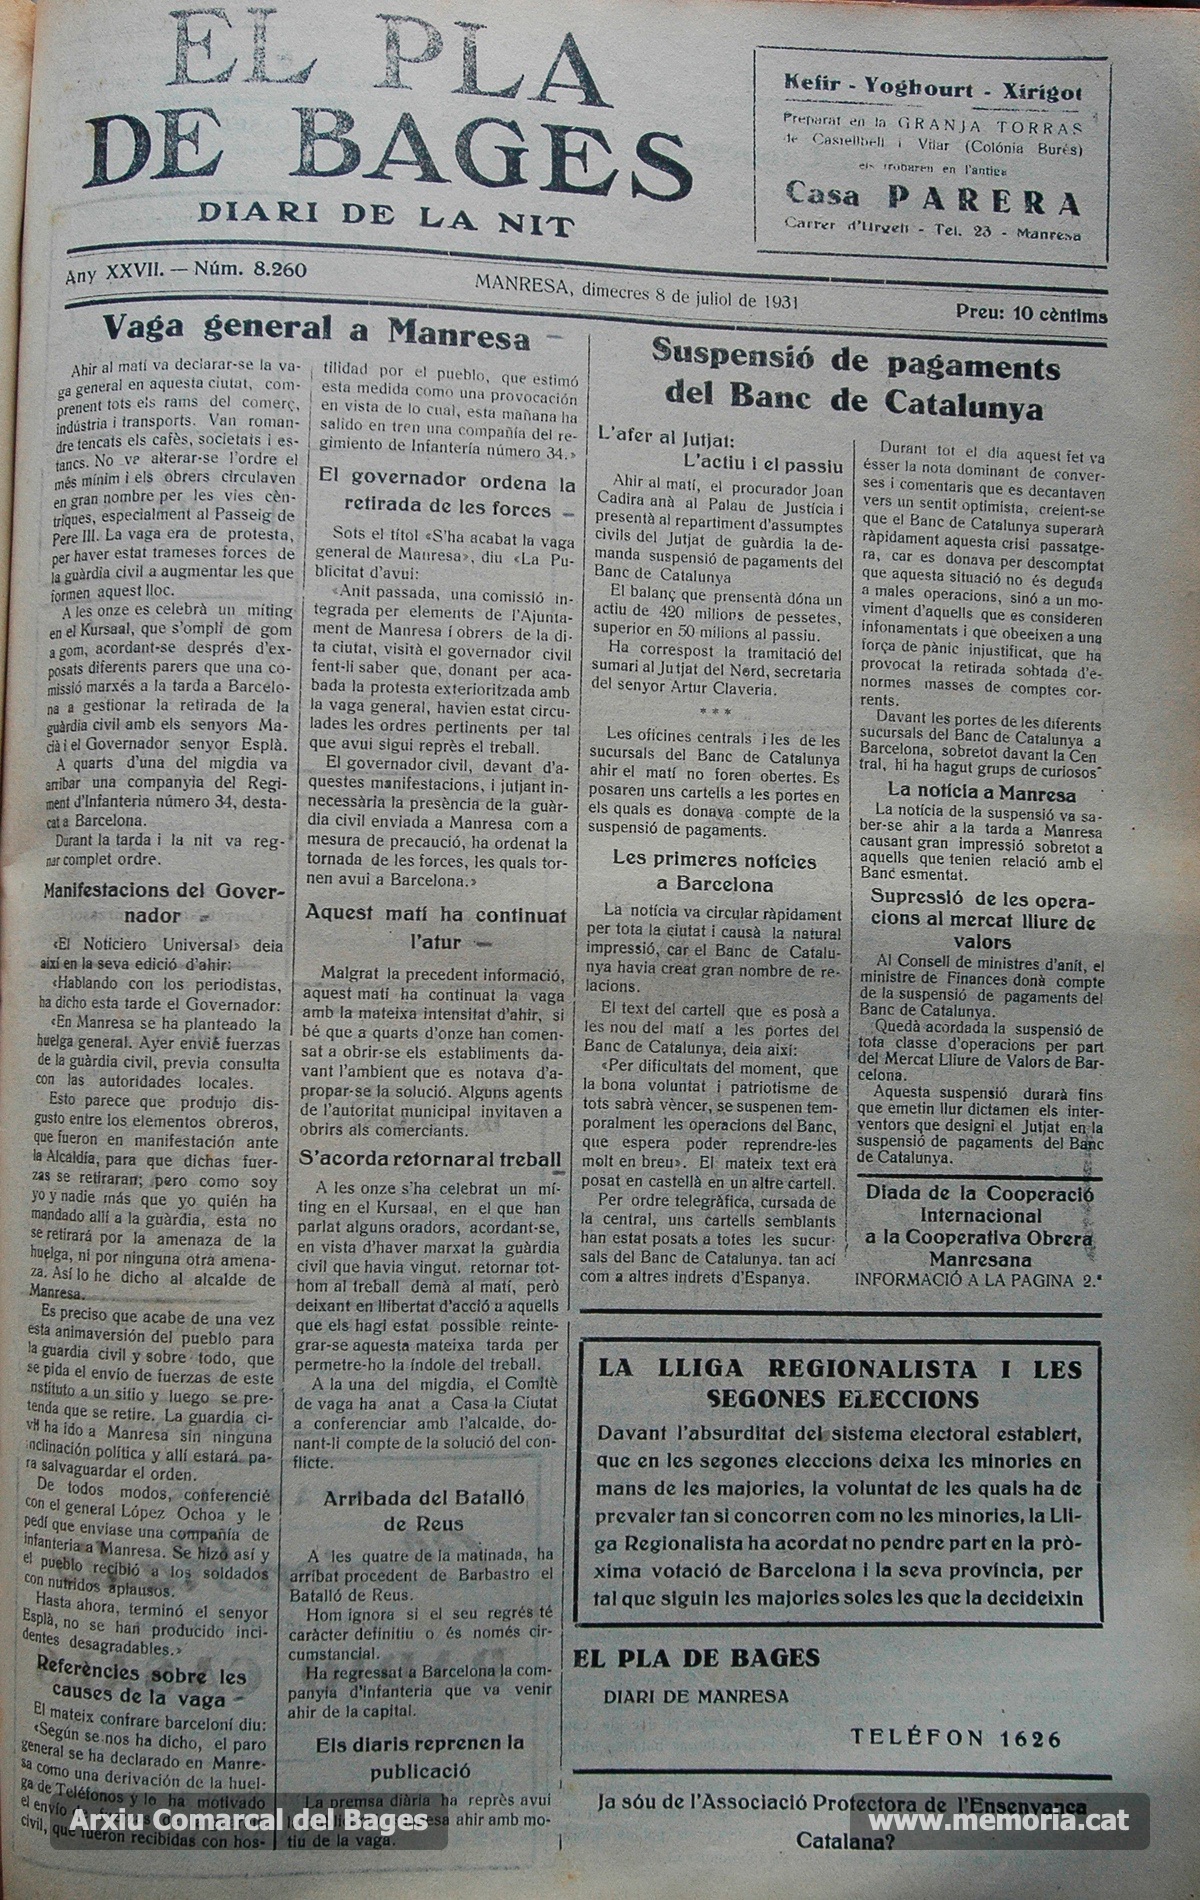 EL PLA
DE BAGES
DIARI DE LA NIT
Kefir - Yoghourt - Xirigot
Preparat en la GRANJA TORRAS
de Castellbell i Vilar (Colónia Burés)
els trobaren en l'antiga
Casa PARERA
Carrer d'Urgell - Tel. 23 - Manresa
Any XXVII. — Núm. 8.260
MANRESA, dimecres 8 de juliol de 1931
Preu: 10 cèntims
Vaga general a Manresa
Ahir al matí va declarar-se la va-
ga general en aquesta ciutat, com-
prenent tots els rams del comerç,
indústria i transports. Van roman-
dre tencats els cafès, societats i es-
tancs. No va alterar-se l'ordre el
més mínim i els obrers circulaven
en gran nombre per les vies cèn-
triques, especialment al Passeig de
Pere III. La vaga era de protesta,
per haver estat trameses forces de
la guàrdia civil a augmentar les que
formen aquest lloc.
A les onze es celebrà un míting
en el Kursaal, que s'omplí de gom
a gom, acordant-se després d'ex-
posats diferents parers que una co-
missió marxés a la tarda a Barcelo-
na a gestionar la retirada de la
guàrdia civil amb els senyors Ma-
cià i el Governador senyor Esplà.
A quarts d'una del migdia va
arribar una companyia del Regi-
ment d'Infanteria número 34, desta-
cat a Barcelona.
Durant la tarda i la nit va reg-
nar complet ordre.
Manifestacions del Gover-
nador
«El Noticiero Universal» deia
així en la seva edició d'ahir:
«Hablando con los periodistas,
ha dicho esta tarde el Governador:
«En Manresa se ha planteado la
huelga general. Ayer envié fuerzas
de la guàrdia civil, previa consulta
con las autoridades locales.
Esto parece que produjo dis-
gusto entre los elementos obreros,
que fueron en manifestación ante
la Alcaldía, para que dichas fuer-
zas se retiraran; pero como soy
yo y nadie más que yo quién ha
mandado allí a la guàrdia, esta no
se retirará por la amenaza de la
huelga, ni por ninguna otra amena-
za. Así lo he dicho al alcalde de
Manresa.
Es preciso que acabe de una vez
esta animaversión del pueblo para
la guardia civil y sobre todo, que
se pida el envío de fuerzas de este
nstituto a un sitio y luego se pre-
tenda que se retire. La guardia ci-
vil ha ido a Manresa sin ninguna
inclinación política y allí estará pa-
ra salvaguardar el orden.
De todos modos, conferencié
con el general López Ochoa y le
pedí que enviase una compañía de
infanteria a Manresa. Se hizo así y
el pueblo recibió a los soldados
con nutridos aplausos.
Hasta ahora, terminó el senyor
Esplà, no se han producido inci-
dentes desagradables.»
Referències sobre les
causes de la vaga
El mateix confrare barceloní diu:
«Según se nos ha dicho, el paro
general se ha declarado en Manre-
sa como una derivación de la huel-
ga de Teléfonos y lo ha motivado
el envío de
civil, que fueron recibidas con hos-
tilidad por el pueblo, que estimó
esta medida como una provocación
en vista de lo cual, esta mañana ha
salido en tren una compañía del re-
gimiento de Infantería número 34.»
El governador ordena la
retirada de les forces
Sots el títol «S'ha acabat la vaga
general de Manresa», diu «La Pu-
blicitat d'avui:
«Anit passada, una comissió in-
tegrada per elements de l'Ajunta-
ment de Manresa i obrers de la di-
ta ciutat, visità el governador civil
fent-li saber que, donant per aca-
bada la protesta exterioritzada amb
la vaga general, havien estat circu-
lades les ordres pertinents per tal
que avui sigui reprès el treball.
El governador civil, devant d'a-
questes manifestacions, i jutjant in-
necessària la presència de la guàr-
dia civil enviada a Manresa com a
mesura de precaució, ha ordenat la
tornada de les forces, les quals tor-
nen avui a Barcelona.»
Aquest matí ha continuat
l'atur
Malgrat la precedent informació,
aquest matí ha continuat la vaga
amb la mateixa intensitat d'ahir, si
bé que a quarts d'onze han comen-
sat a obrir-se els establiments da-
vant l'ambient que es notava d'a-
propar-se la solució. Alguns agents
de l'autoritat municipal invitaven a
obrirs als comerciants.
S'acorda retornar al treball
A les onze s'ha celebrat un mí-
ting en el Kursaal, en el que han
parlat alguns oradors, acordant-se,
en vista d'haver marxat la guàrdia
civil que havia vingut. retornar tot-
hom al treball demà al matí, però
deixant en llibertat d'acció a aquells
que els hagi estat possible reinte-
grar-se aquesta mateixa tarda per
permetre-ho la índole del treball.
A la una del migdia, el Comitè
de vaga ha anat a Casa la Ciutat
a conferenciar amb l'alcalde, do-
nant-li compte de la solució del con-
flicte.
Arribada del Batalló
de Reus
A les quatre de la matinada, ha
arribat procedent de Barbastro el
Batalló de Reus.
Hom ignora si el seu regrés té
caràcter definitiu o és només cir-
cumstancial.
Ha regressat a Barcelona la com-
panyia d'infanteria que va venir
ahir de la capital.
Els diaris reprenen la
publicació
La premsa diària ha reprès avui
esa ahir amb mo-
tiu de la vaga.
Suspensió de pagaments
del Banc de Catalunya
L'afer al Jutjat:
L'actiu i el passiu
Ahir al matí, el procurador Joan
Cadira anà al Palau de Justícia i
presentà al repartiment d'assumptes
civils del Jutjat de guàrdia la de-
manda suspensió de pagaments del
Banc de Catalunya
El balanç que prensentà dóna un
actiu de 420 milions de pessetes,
superior en 50 milions al passiu.
Ha correspost la tramitació del
sumari al Jutjat del Nord, secretaria
del senyor Artur Claveria.
* * *
Les oficines centrals i les de les
sucursals del Banc de Catalunya
ahir el matí no foren obertes. Es
posaren uns cartells a les portes en
els quals es donava compte de la
suspensió de pagaments.
Les primeres notícies
a Barcelona
La notícia va circular ràpidament
per tota la ciutat i causà la natural
impressió, car el Banc de Catalu-
nya havia creat gran nombre de re-
lacions.
El text del cartell que es posà a
les nou del matí a les portes del
Banc de Catalunya, deia així:
«Per dificultats del moment, que
la bona voluntat i patriotisme de
tots sabrà vèncer, se suspenen tem-
poralment les operacions del Banc,
que espera poder reprendre-les
molt en breu». El mateix text era
posat en castellà en un altre cartell.
Per ordre telegràfica, cursada de
la central, uns cartells semblants
han estat posats a totes les sucur-
sals del Banc de Catalunya. tan ací
com a altres indrets d'Espanya.
Durant tot el dia aquest fet va
ésser la nota dominant de conver-
ses i comentaris que es decantaven
vers un sentit optimista, creient-se
que el Banc de Catalunya superarà
ràpidament aquesta crisi passatge-
ra, car es donava per descomptat
que aquesta situació no és deguda
a males operacions, sinó a un mo-
viment d'aquells que es consideren
infonamentats i que obeeixen a una
força de pànic injustificat, que ha
provocat la retirada sobtada d'e-
normes masses de comptes cor-
rents.
Davant les portes de les diferents
sucursals del Banc de Catalunya a
Barcelona, sobretot davant la Cen
tral, hi ha hagut grups de curiosos
La notícia a Manresa
La notícia de la suspensió va sa-
ber-se ahir a la tarda a Manresa
causant gran impressió sobretot a
aquells que tenien relació amb el
Banc esmentat.
Supressió de les opera-
cions al mercat lliure de
valors
Al Consell de ministres d'anit, el
ministre de Finances donà compte
de la suspensió de pagaments del
Banc de Catalunya.
Quedà acordada la suspensió de
tota classe d'operacions per part
del Mercat Lliure de Valors de Bar-
celona.
Aquesta suspensió durarà fins
que emetin llur dictamen els inter-
ventors que designi el Jutjat en la
suspensió de pagaments del Banc
de Catalunya.
Diada de la Cooperació
Internacional
a la Cooperativa Obrera
Manresana
INFORMACIÓ A LA PAGINA 2.ª
LA LLIGA REGIONALISTA I LES
SEGONES ELECCIONS
Davant l'absurditat del sistema electoral establert,
que en les segones eleccions deixa les minories en
mans de les majories, la voluntat de les quals ha de
prevaler tan si concorren com no les minories, la Lli-
ga Regionalista ha acordat no pendre part en la prò-
xima votació de Barcelona i la seva província, per
tal que siguin les majories soles les que la decideixin
EL PLA DE BAGES
DIARI DE MANRESA
TELÉFON 1626
Ja sóu de l'Associació Protectora de l'Ensenyança
Catalana?
Arxiu Comarcal del Bages
www.memoria.cat